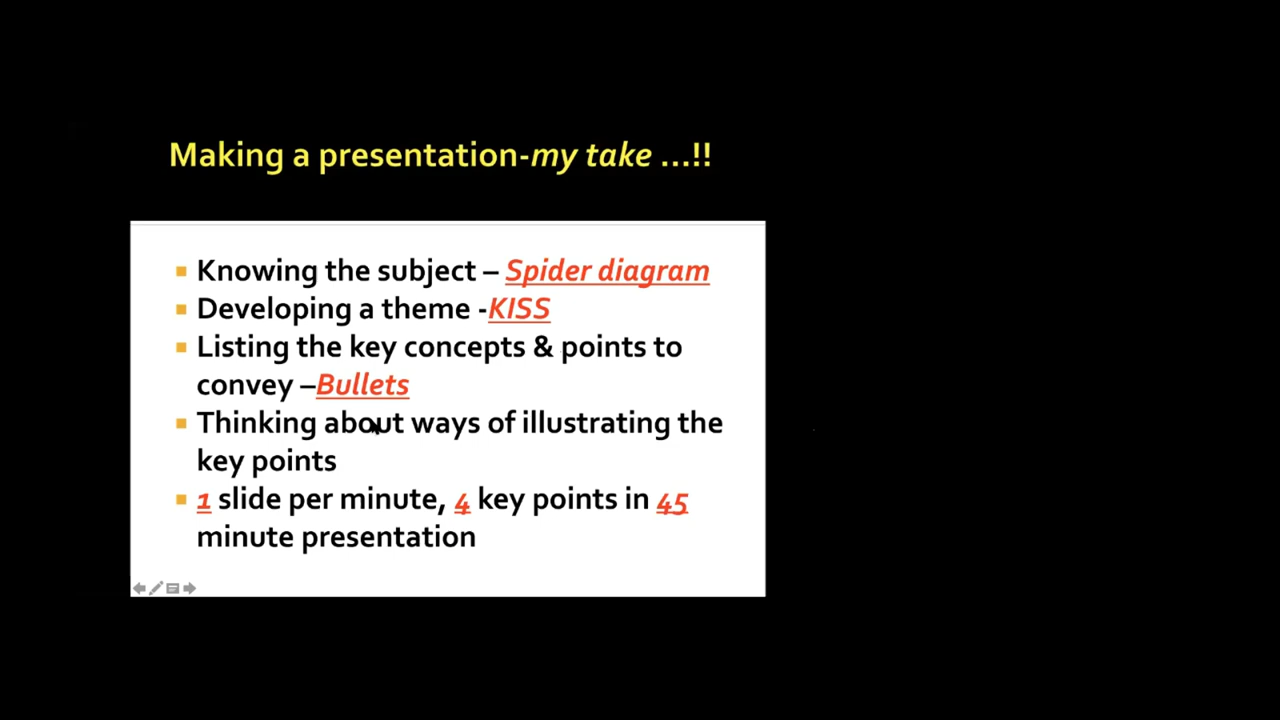 Making a presentation-my take ...!!
Knowing the subject – Spider diagram
Developing a theme -KISS
Listing the key concepts & points to
convey –Bullets
Thinking about ways of illustrating the
key points
1 slide per minute, 4 key points in 45
minute presentation